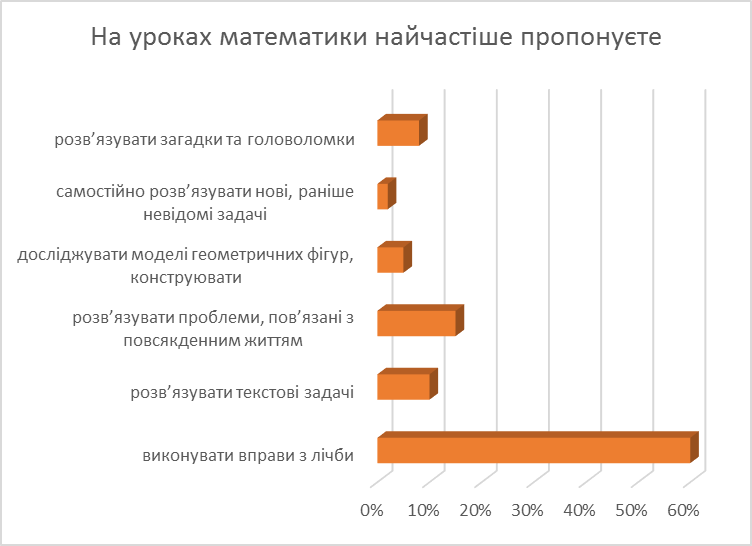 На уроках математики найчастіше пропонуєте
розв’язувати загадки та головоломки
самостійно розв’язувати нові, раніше
невідомі задачі
досліджувати моделі геометричних фігур,
конструювати
розв’язувати проблеми, пов’язані з
повсякденним життям
розв’язувати текстові задачі
виконувати вправи з лічби
0% 10% 20% 30% 40% 50% 60%